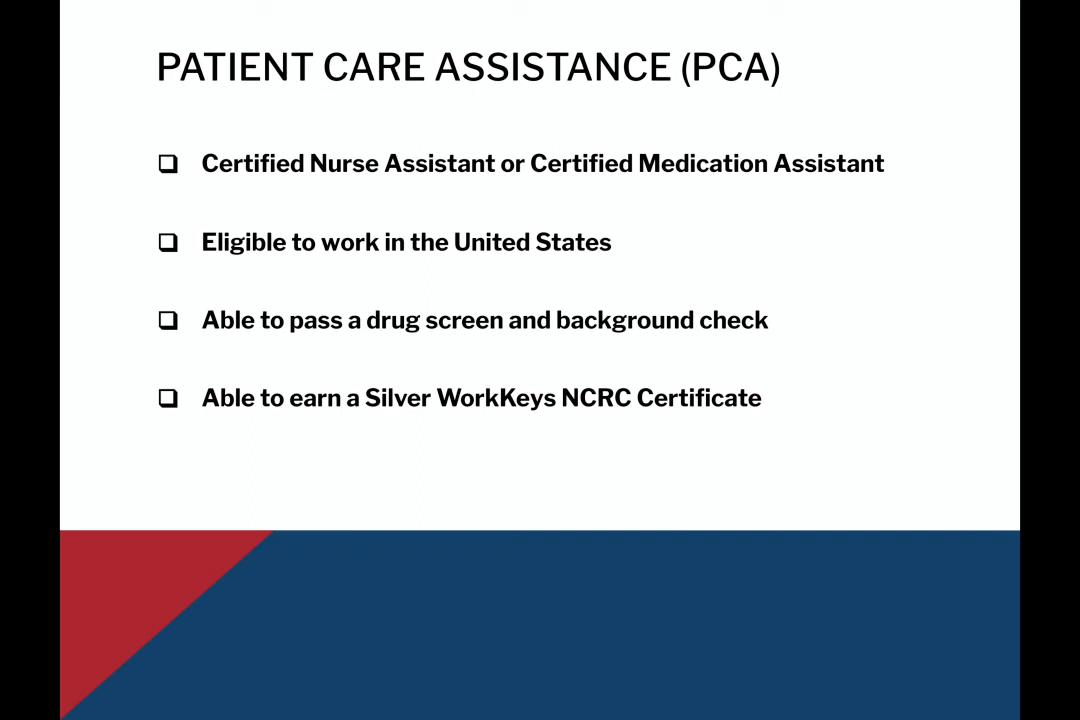 PATIENT CARE ASSISTANCE (PCA)
Certified Nurse Assistant or Certified Medication Assistant
Eligible to work in the United States
Able to pass a drug screen and background check
Able to earn a Silver WorkKeys NCRC Certificate